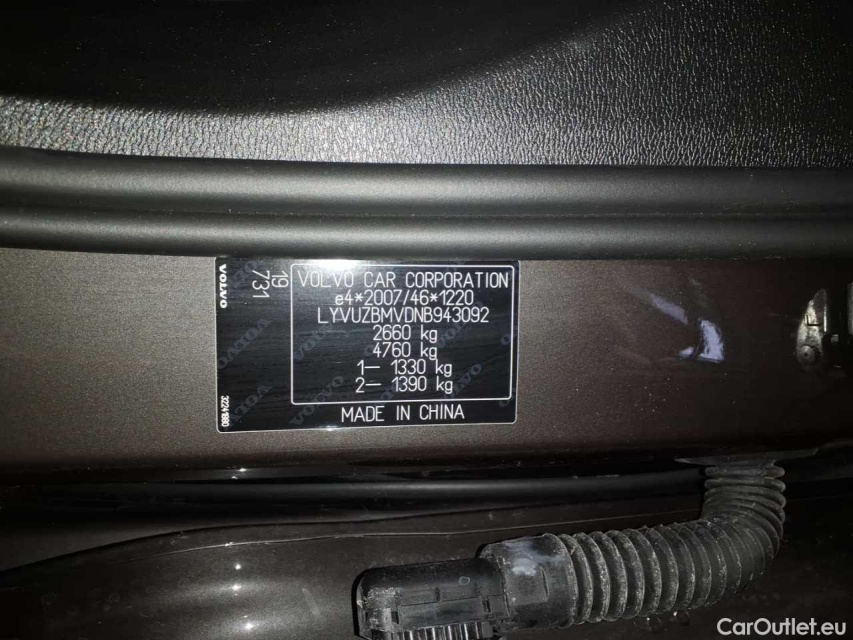 VOLVO
19
731
VOLVO CAR CORPORATION
e4*2007/46*1220
LYVUZBMVDNB943092
2660 kg
4760 kg
1– 1330 kg
2– 1390 kg
MADE IN CHINA
CarOutlet.eu